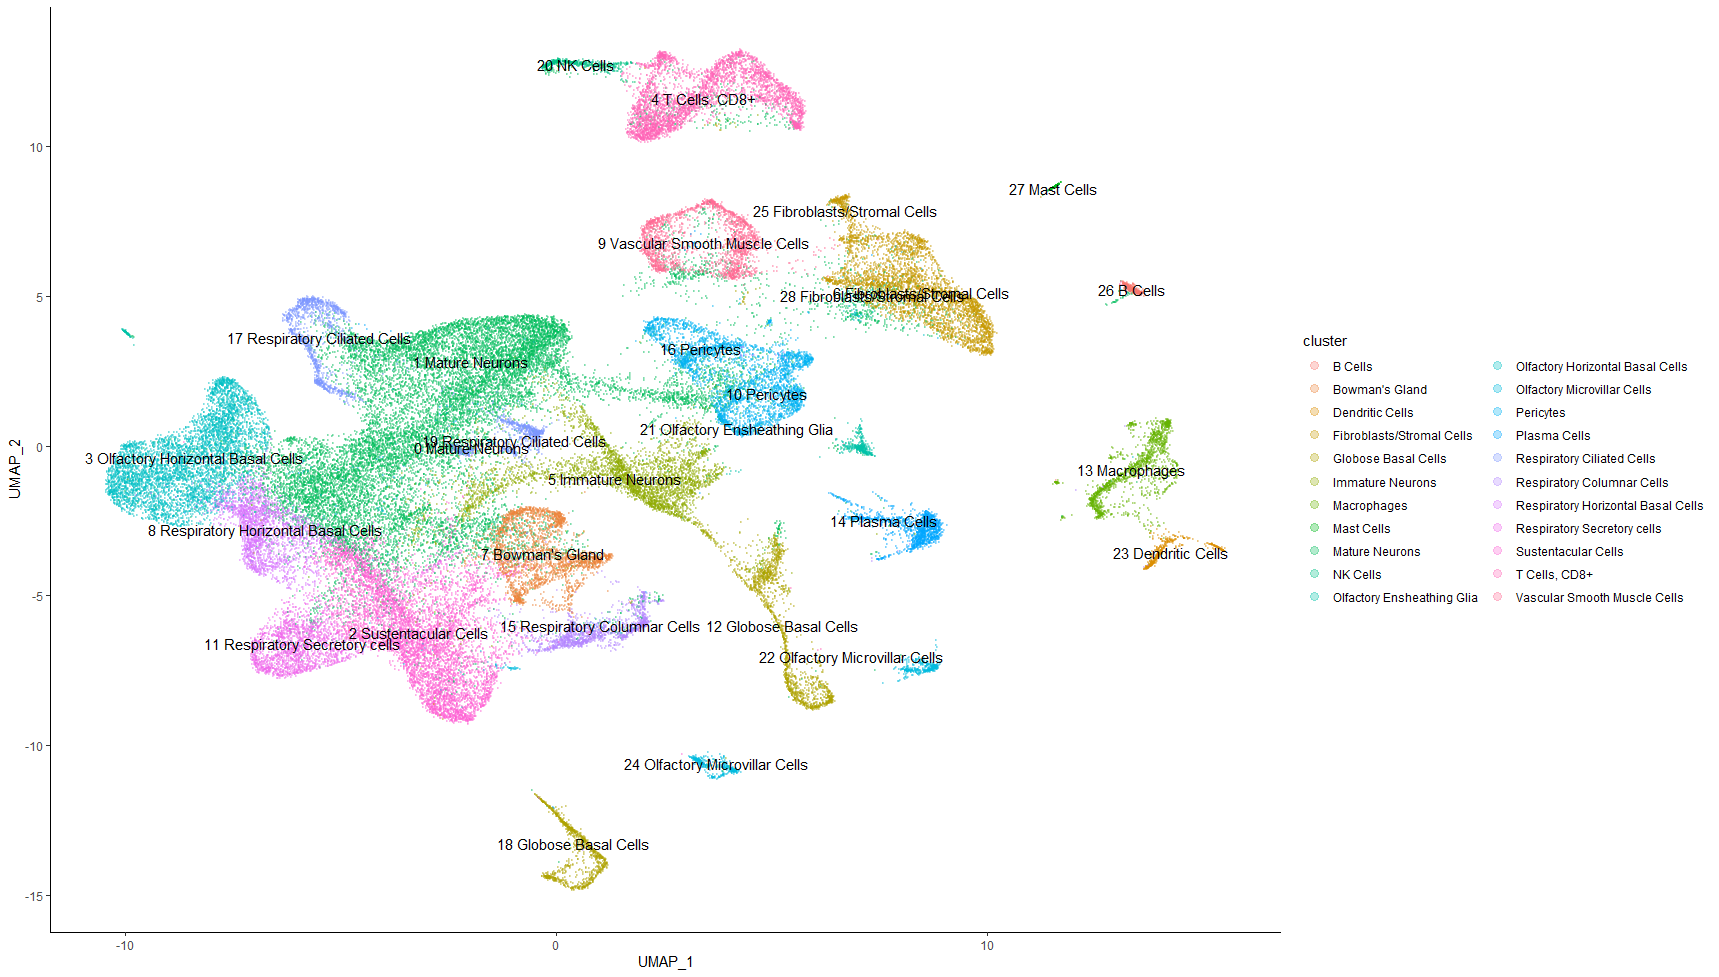 20 NK Cells
4 T Cells, CD8+
10
27 Mast Cells
25 Fibroblasts/Stromal Cells
9 Vascular Smooth Muscle Cells
26 B Cells
6 Fibroblasts/Stromal Cells
28 Fibroblasts/Stromal Cells
5
17 Respiratory Ciliated Cells
16 Pericytes
1 Mature Neurons
10 Pericytes
21 Olfactory Ensheathing Glia
19 Respiratory Ciliated Cells
0 Mature Neurons
0
3 Olfactory Horizontal Basal Cells
13 Macrophages
5 Immature Neurons
UMAP_2
14 Plasma Cells
8 Respiratory Horizontal Basal Cells
7 Bowman's Gland
23 Dendritic Cells
-5
15 Respiratory Columnar Cells
12 Globose Basal Cells
2 Sustentacular Cells
11 Respiratory Secretory cells
22 Olfactory Microvillar Cells
-10
24 Olfactory Microvillar Cells
18 Globose Basal Cells
-15
-10
0
10
UMAP_1
cluster
B Cells
Bowman's Gland
Dendritic Cells
Fibroblasts/Stromal Cells
Globose Basal Cells
Immature Neurons
Macrophages
Mast Cells
Mature Neurons
NK Cells
Olfactory Ensheathing Glia
Olfactory Horizontal Basal Cells
Olfactory Microvillar Cells
Pericytes
Plasma Cells
Respiratory Ciliated Cells
Respiratory Columnar Cells
Respiratory Horizontal Basal Cells
Respiratory Secretory cells
Sustentacular Cells
T Cells, CD8+
Vascular Smooth Muscle Cells